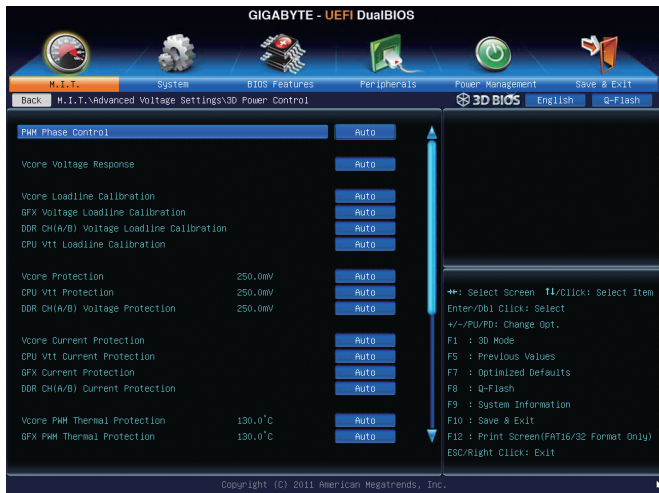 GIGABYTE - UEFI DualBIOS
M.I.T.
System
BIOS Features
Peripherals
Power Management
Save & Exit
Back M.I.T.\Advanced Voltage Settings\3D Power Control
3D BIOS English Q-Flash
PWM Phase Control Auto
Vcore Voltage Response Auto
Vcore Loadline Calibration Auto
GFX Voltage Loadline Calibration Auto
DDR CH(A/B) Voltage Loadline Calibration Auto
CPU Vtt Loadline Calibration Auto
Vcore Protection 250.0mV Auto
CPU Vtt Protection 250.0mV Auto
DDR CH(A/B) Voltage Protection 250.0mV Auto
Vcore Current Protection Auto
CPU Vtt Current Protection Auto
GFX Current Protection Auto
DDR CH(A/B) Current Protection Auto
Vcore PWM Thermal Protection 130.0°C Auto
GFX PWM Thermal Protection 130.0°C Auto
→←: Select Screen ↑↓/Click: Select Item
Enter/Dbl Click: Select
+/-/PU/PD: Change Opt.
F1 : 3D Mode
F5 : Previous Values
F7 : Optimized Defaults
F8 : Q-Flash
F9 : System Information
F10 : Save & Exit
F12 : Print Screen(FAT16/32 Format Only)
ESC/Right Click: Exit
Copyright (C) 2011 American Megatrends, Inc.